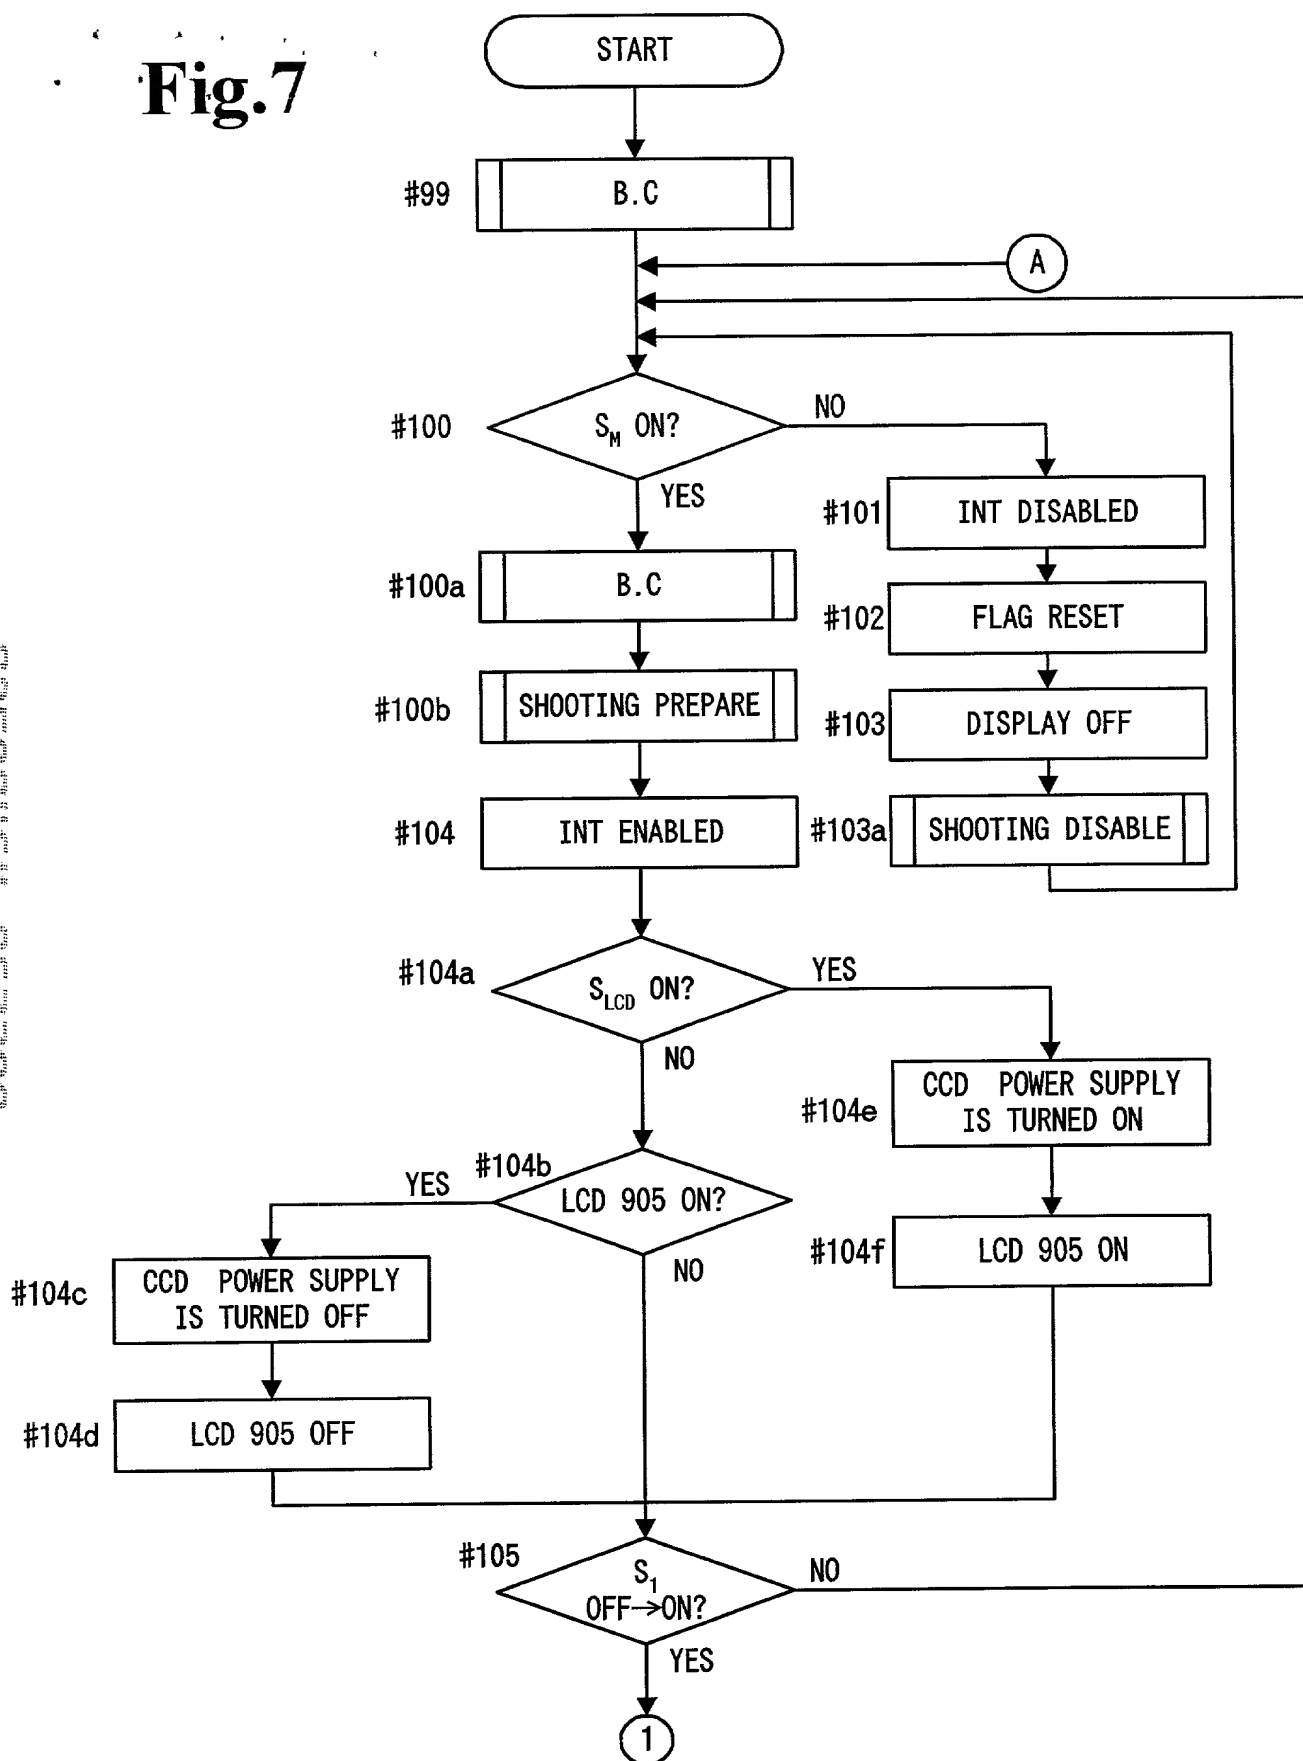 Fig.7
START
#99
B.C
A
#100
S_M ON?
NO
YES
#101
INT DISABLED
#100a
B.C
#102
FLAG RESET
#100b
SHOOTING PREPARE
#103
DISPLAY OFF
#104
INT ENABLED
#103a
SHOOTING DISABLE
#104a
S_LCD ON?
YES
NO
#104e
CCD POWER SUPPLY
IS TURNED ON
#104b
LCD 905 ON?
YES
NO
#104f
LCD 905 ON
#104c
CCD POWER SUPPLY
IS TURNED OFF
#104d
LCD 905 OFF
#105
S_1
OFF→ON?
NO
YES
1